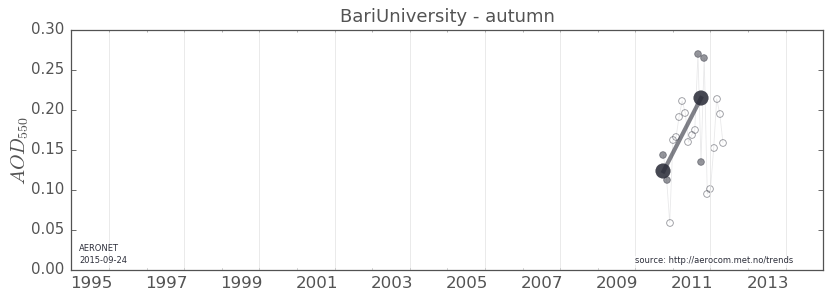 BariUniversity - autumn
0.30
0.25
0.20
0.15
0.10
0.05
0.00
AOD550
AERONET
2015-09-24
source: http://aerocom.met.no/trends
1995 1997 1999 2001 2003 2005 2007 2009 2011 2013